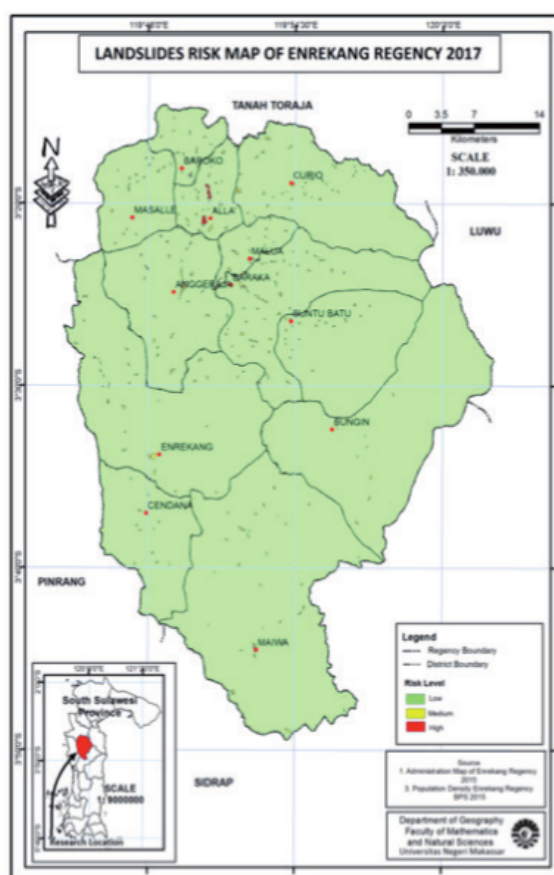 LANDSLIDES RISK MAP OF ENREKANG REGENCY 2017
TANAH TORAJA
0 3.5 7 14
Kilometers
SCALE
1: 350.000
N
BAROKO
CURIO
MASALLE
ALLA
LUWU
MALUA
BARAKA
ANGGERAJA
BUNTU BATU
BUNGIN
ENREKANG
CENDANA
PINRANG
MAIWA
SIDRAP
Legend
Regency Boundary
District Boundary
Risk Level
Low
Medium
High
South Sulawesi
Province
SCALE
1: 9000000
Research Location
Source
1. Administration Map of Enrekang Regency
2015
3. Population Density Enrekang Regency
BPS 2015
Department of Geography
Faculty of Mathematics
and Natural Sciences
Universitas Negeri Makassar